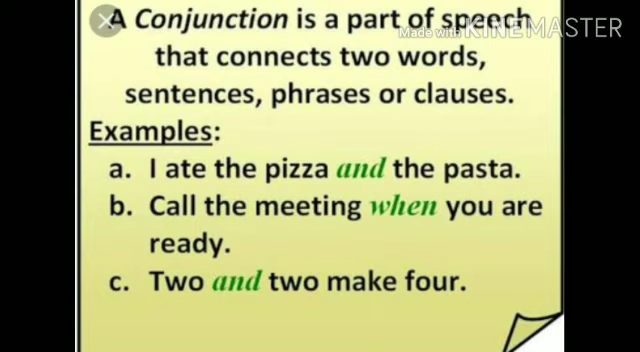 A Conjunction is a part of speech
Made with KINEMASTER
that connects two words,
sentences, phrases or clauses.
Examples:
a. I ate the pizza and the pasta.
b. Call the meeting when you are
ready.
c. Two and two make four.